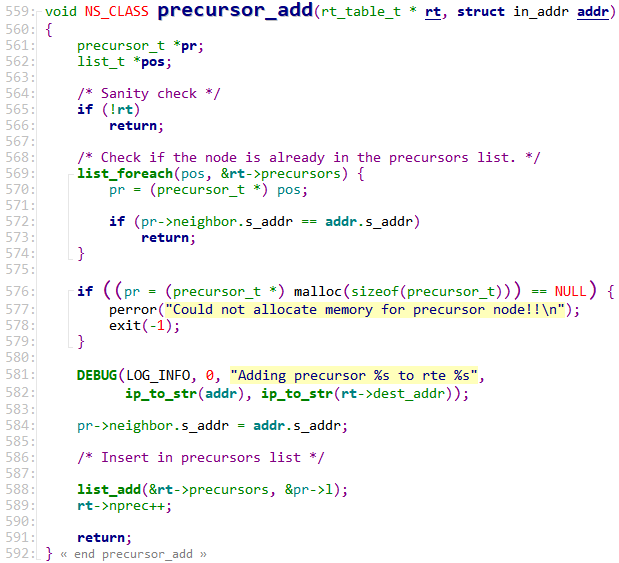 559: void NS_CLASS precursor_add(rt_table_t * rt, struct in_addr addr)
560: {
561:     precursor_t *pr;
562:     list_t *pos;
563:
564:     /* Sanity check */
565:     if (!rt)
566:         return;
567:
568:     /* Check if the node is already in the precursors list. */
569:     list_foreach(pos, &rt->precursors) {
570:         pr = (precursor_t *) pos;
571:
572:         if (pr->neighbor.s_addr == addr.s_addr)
573:             return;
574:     }
575:
576:     if ((pr = (precursor_t *) malloc(sizeof(precursor_t))) == NULL) {
577:         perror("Could not allocate memory for precursor node!!\n");
578:         exit(-1);
579:     }
580:
581:     DEBUG(LOG_INFO, 0, "Adding precursor %s to rte %s",
582:           ip_to_str(addr), ip_to_str(rt->dest_addr));
583:
584:     pr->neighbor.s_addr = addr.s_addr;
585:
586:     /* Insert in precursors list */
587:
588:     list_add(&rt->precursors, &pr->l);
589:     rt->nprec++;
590:
591:     return;
592: } « end precursor_add »